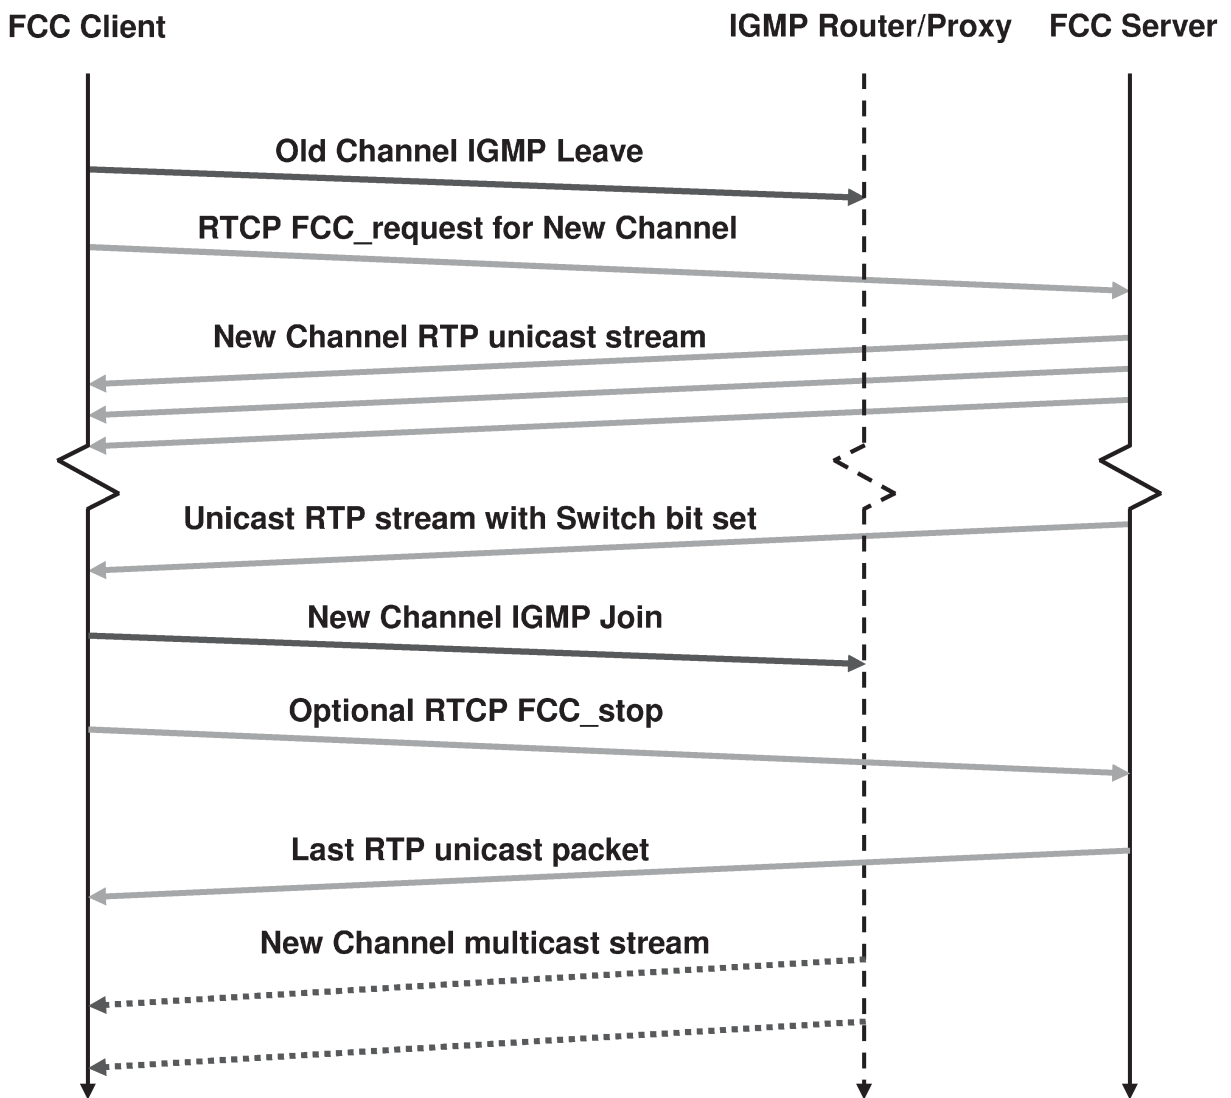 FCC Client
IGMP Router/Proxy
FCC Server
Old Channel IGMP Leave
RTCP FCC_request for New Channel
New Channel RTP unicast stream
Unicast RTP stream with Switch bit set
New Channel IGMP Join
Optional RTCP FCC_stop
Last RTP unicast packet
New Channel multicast stream